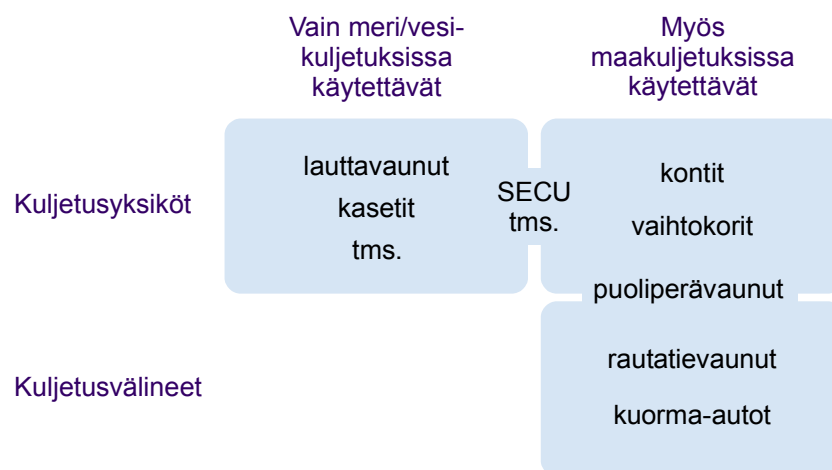 Vain meri/vesi-
kuljetuksissa
käytettävät
Myös
maakuljetuksissa
käytettävät
Kuljetusyksiköt
lauttavaunut
kasetit
tms.
SECU
tms.
kontit
vaihtokorit
puoliperävaunut
Kuljetusvälineet
rautatievaunut
kuorma-autot